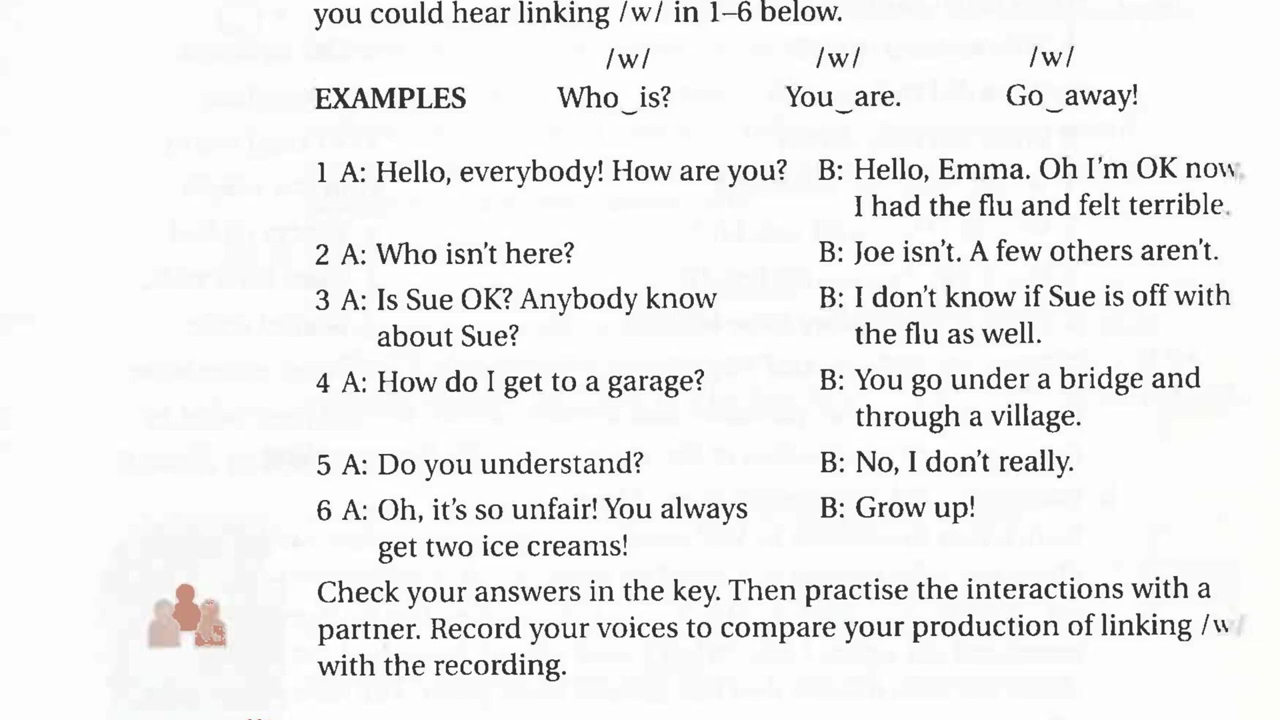 you could hear linking /w/ in 1–6 below.
/w/ /w/ /w/
EXAMPLES Who‿is? You‿are. Go‿away!
1 A: Hello, everybody! How are you? B: Hello, Emma. Oh I'm OK now.
I had the flu and felt terrible.
2 A: Who isn't here? B: Joe isn't. A few others aren't.
3 A: Is Sue OK? Anybody know B: I don't know if Sue is off with
about Sue? the flu as well.
4 A: How do I get to a garage? B: You go under a bridge and
through a village.
5 A: Do you understand? B: No, I don't really.
6 A: Oh, it's so unfair! You always B: Grow up!
get two ice creams!
Check your answers in the key. Then practise the interactions with a
partner. Record your voices to compare your production of linking /w
with the recording.